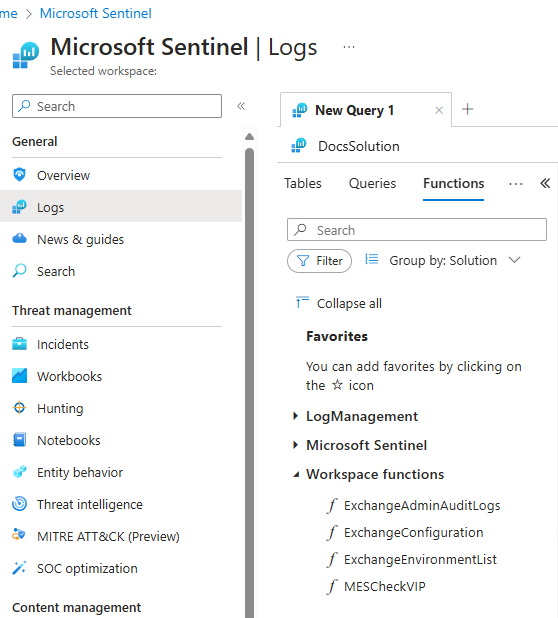 me > Microsoft Sentinel
Microsoft Sentinel | Logs ...
Selected workspace:
Search «
General
Overview
Logs
News & guides
Search
Threat management
Incidents
Workbooks
Hunting
Notebooks
Entity behavior
Threat intelligence
MITRE ATT&CK (Preview)
SOC optimization
Content management
New Query 1 × +
DocsSolution
Tables Queries Functions ... «
Search
Filter Group by: Solution
Collapse all
Favorites
You can add favorites by clicking on
the ☆ icon
LogManagement
Microsoft Sentinel
Workspace functions
f ExchangeAdminAuditLogs
f ExchangeConfiguration
f ExchangeEnvironmentList
f MESCheckVIP